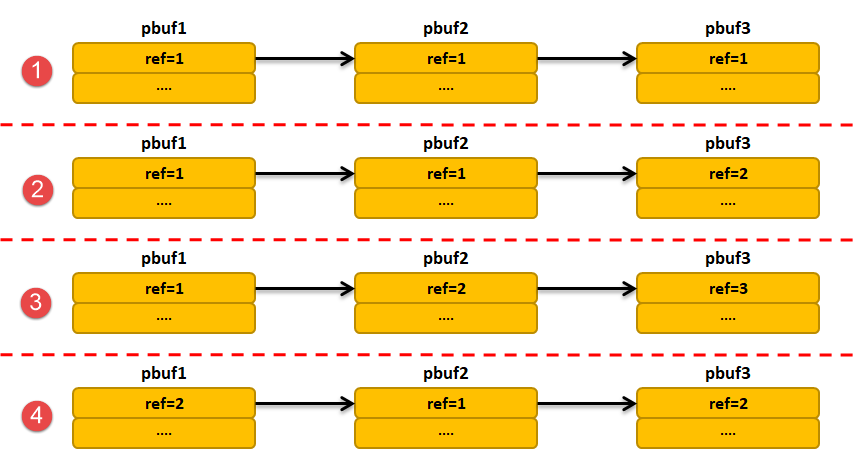 pbuf1 pbuf2 pbuf3
1 ref=1 ref=1 ref=1
.... .... ....
pbuf1 pbuf2 pbuf3
2 ref=1 ref=1 ref=2
.... .... ....
pbuf1 pbuf2 pbuf3
3 ref=1 ref=2 ref=3
.... .... ....
pbuf1 pbuf2 pbuf3
4 ref=2 ref=1 ref=2
.... .... ....